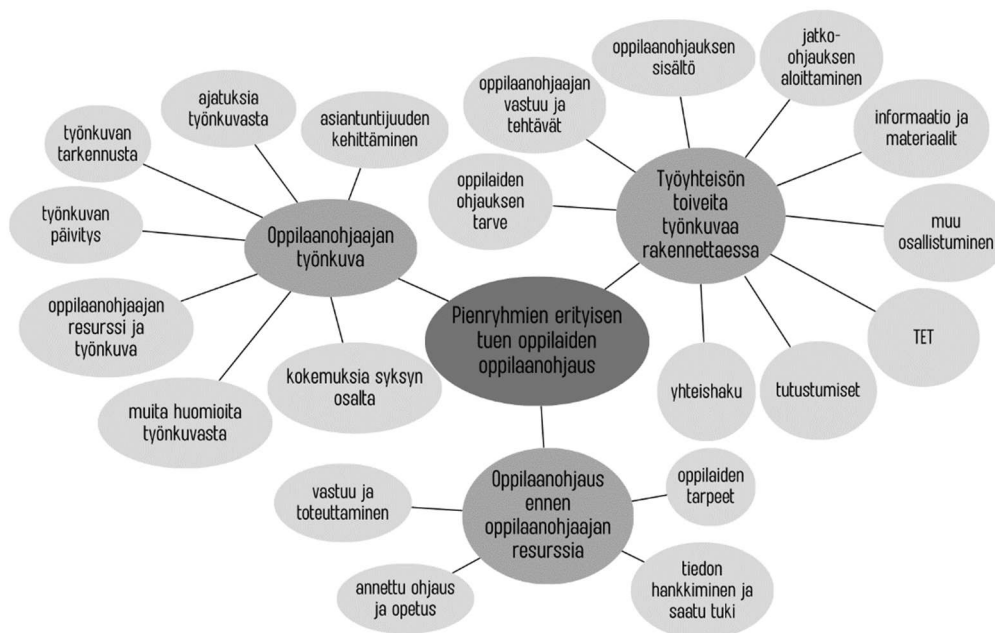 Pienryhmien erityisen
tuen oppilaiden
oppilaanohjaus
Oppilaanohjaajan
työnkuva
asiantuntijuuden
kehittäminen
ajatuksia
työnkuvasta
työnkuvan
tarkennusta
työnkuvan
päivitys
oppilaanohjaajan
resurssi ja
työnkuva
muita huomioita
työnkuvasta
kokemuksia syksyn
osalta
Työyhteisön
toiveita
työnkuvaa
rakennettaessa
oppilaiden
ohjauksen
tarve
oppilaanohjaajan
vastuu ja
tehtävät
oppilaanohjauksen
sisältö
jatko-
ohjauksen
aloittaminen
informaatio ja
materiaalit
muu
osallistuminen
TET
tutustumiset
yhteishaku
Oppilaanohjaus
ennen
oppilaanohjaajan
resurssia
vastuu ja
toteuttaminen
annettu ohjaus
ja opetus
oppilaiden
tarpeet
tiedon
hankkiminen ja
saatu tuki